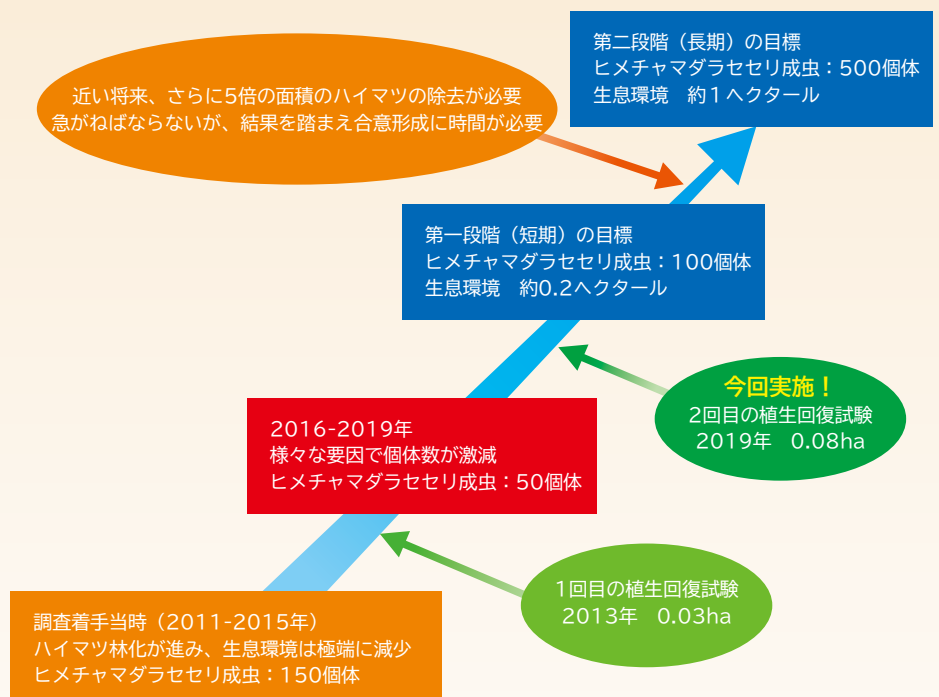 第二段階（長期）の目標
ヒメチャマダラセセリ成虫：500個体
生息環境　約１ヘクタール
近い将来、さらに5倍の面積のハイマツの除去が必要
急がねばならないが、結果を踏まえ合意形成に時間が必要
第一段階（短期）の目標
ヒメチャマダラセセリ成虫：100個体
生息環境　約0.2ヘクタール
今回実施！
2回目の植生回復試験
2019年　0.08ha
2016-2019年
様々な要因で個体数が激減
ヒメチャマダラセセリ成虫：50個体
1回目の植生回復試験
2013年　0.03ha
調査着手当時（2011-2015年）
ハイマツ林化が進み、生息環境は極端に減少
ヒメチャマダラセセリ成虫：150個体